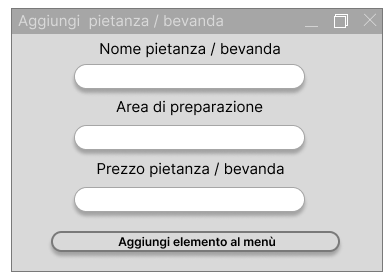 Aggiungi pietanza / bevanda
Nome pietanza / bevanda
Area di preparazione
Prezzo pietanza / bevanda
Aggiungi elemento al menù